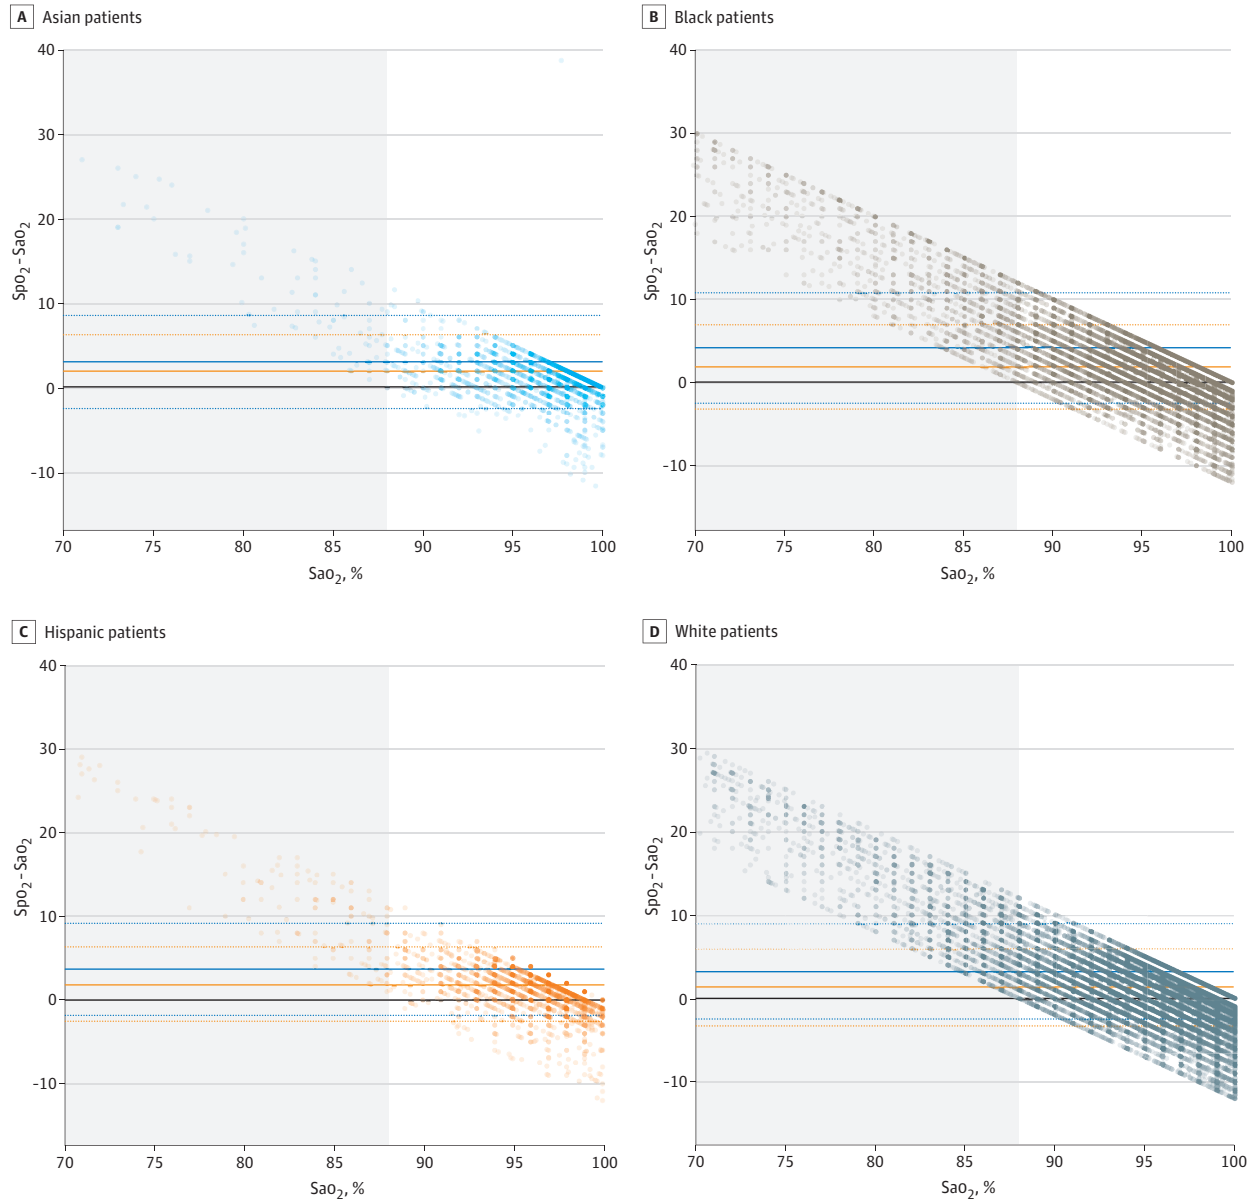 A Asian patients
40
30
20
10
0
-10
SpO2 - SaO2
70 75 80 85 90 95 100
SaO2, %
B Black patients
40
30
20
10
0
-10
SpO2 - SaO2
70 75 80 85 90 95 100
SaO2, %
C Hispanic patients
40
30
20
10
0
-10
SpO2 - SaO2
70 75 80 85 90 95 100
SaO2, %
D White patients
40
30
20
10
0
-10
SpO2 - SaO2
70 75 80 85 90 95 100
SaO2, %